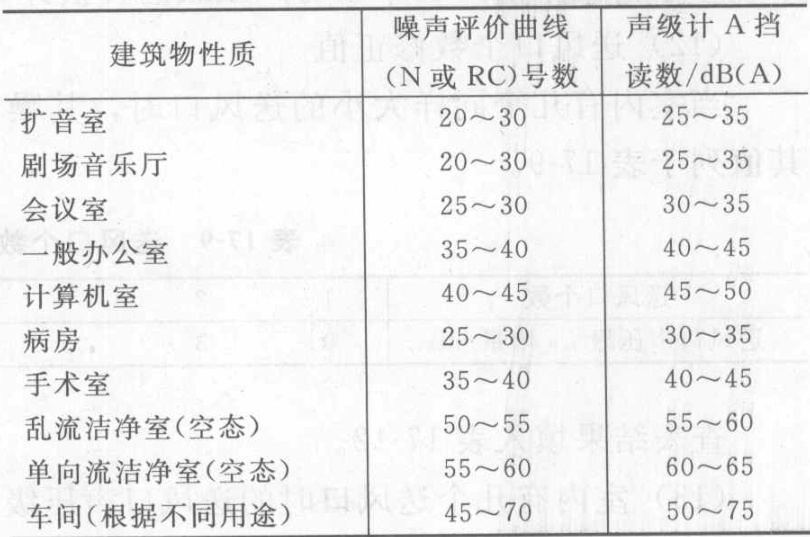 建筑物性质 噪声评价曲线(N或RC)号数 声级计A挡读数/dB(A)
扩音室 20～30 25～35
剧场音乐厅 20～30 25～35
会议室 25～30 30～35
一般办公室 35～40 40～45
计算机室 40～45 45～50
病房 25～30 30～35
手术室 35～40 40～45
乱流洁净室(空态) 50～55 55～60
单向流洁净室(空态) 55～60 60～65
车间(根据不同用途) 45～70 50～75